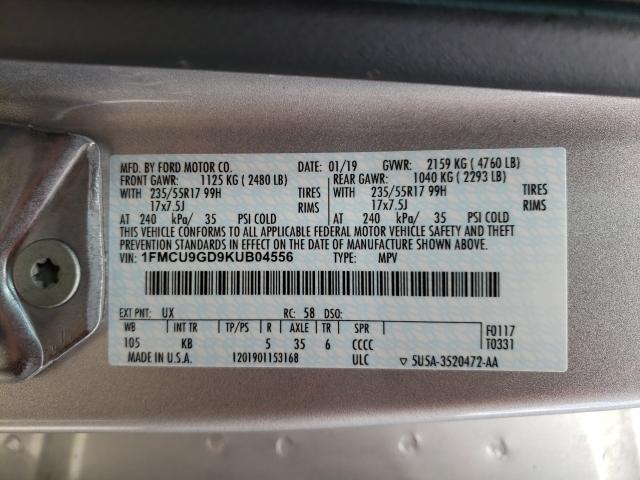 MFD. BY FORD MOTOR CO. DATE: 01/19 GVWR: 2159 KG ( 4760 LB)
FRONT GAWR: 1125 KG ( 2480 LB) REAR GAWR: 1040 KG ( 2293 LB)
WITH 235/55R17 99H TIRES WITH 235/55R17 99H TIRES
17x7.5J RIMS 17x7.5J RIMS
AT 240 kPa/ 35 PSI COLD AT 240 kPa/ 35 PSI COLD
THIS VEHICLE CONFORMS TO ALL APPLICABLE FEDERAL MOTOR VEHICLE SAFETY AND THEFT
PREVENTION STANDARDS IN EFFECT ON THE DATE OF MANUFACTURE SHOWN ABOVE.
VIN: 1FMCU9GD9KUB04556 TYPE: MPV
EXT PNT: UX RC: 58 DSO:
WB INT TR TP/PS R AXLE TR SPR F0117
105 KB 5 35 6 CCCC T0331
MADE IN U.S.A. 1201901153168 ULC ▽ 5U5A-3520472-AA